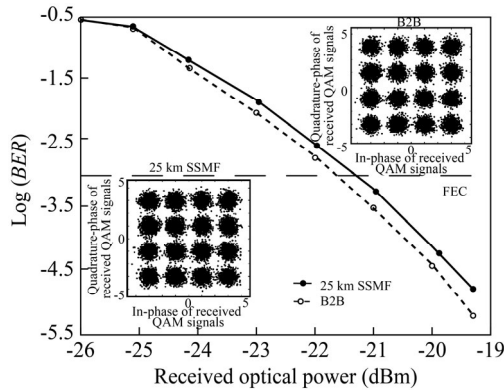 B2B
Quadrature-phase of
received QAM signals
5
0
-5
0
5
In-phase of received
QAM signals
25 km SSMF
FEC
Quadrature-phase of
received QAM signals
5
0
-5
0
5
In-phase of received
QAM signals
25 km SSMF
B2B
Log (BER)
-0.5
-1.5
-2.5
-3.5
-4.5
-5.5
-26
-25
-24
-23
-22
-21
-20
-19
Received optical power (dBm)